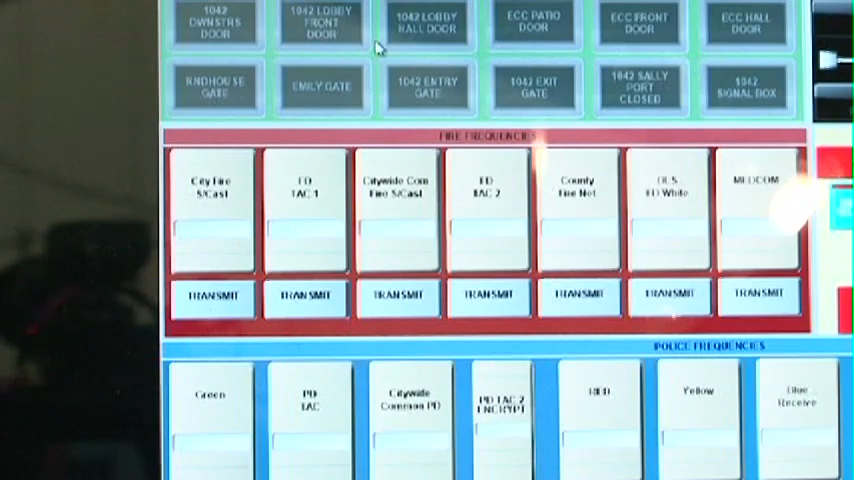 1042
DWNSTRS
DOOR
1042 LOBBY
FRONT
DOOR
1042 LOBBY
HALL DOOR
ECC PATIO
DOOR
ECC FRONT
DOOR
ECC HALL
DOOR
RNDHOUSE
GATE
EMILY GATE
1042 ENTRY
GATE
1042 EXIT
GATE
1042 SALLY
PORT
CLOSED
1042
SIGNAL BOX
FIRE FREQUENCIES
City Fire
S/Cast
FD
TAC 1
Citywide Com
Fire S/Cast
FD
TAC 2
County
Fire Net
OES
FD White
MEDCOM
TRANSMIT
TRANSMIT
TRANSMIT
TRANSMIT
TRANSMIT
TRANSMIT
TRANSMIT
POLICE FREQUENCIES
Green
PD
TAC
Citywide
Common PD
PD TAC 2
ENCRYPT
RED
Yellow
Blue
Receive